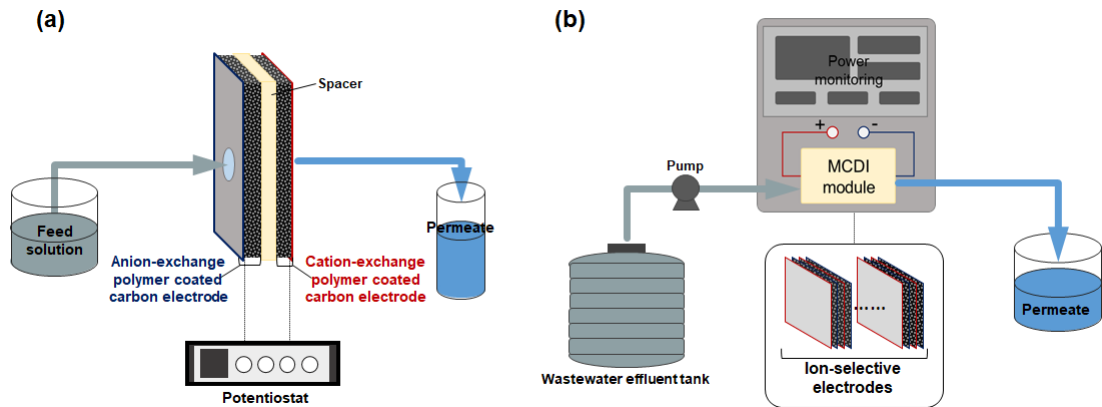 (a)
Spacer
Feed
solution
Permeate
Anion-exchange
polymer coated
carbon electrode
Cation-exchange
polymer coated
carbon electrode
Potentiostat
(b)
Power
monitoring
+
-
MCDI
module
Pump
Wastewater effluent tank
......
Ion-selective
electrodes
Permeate